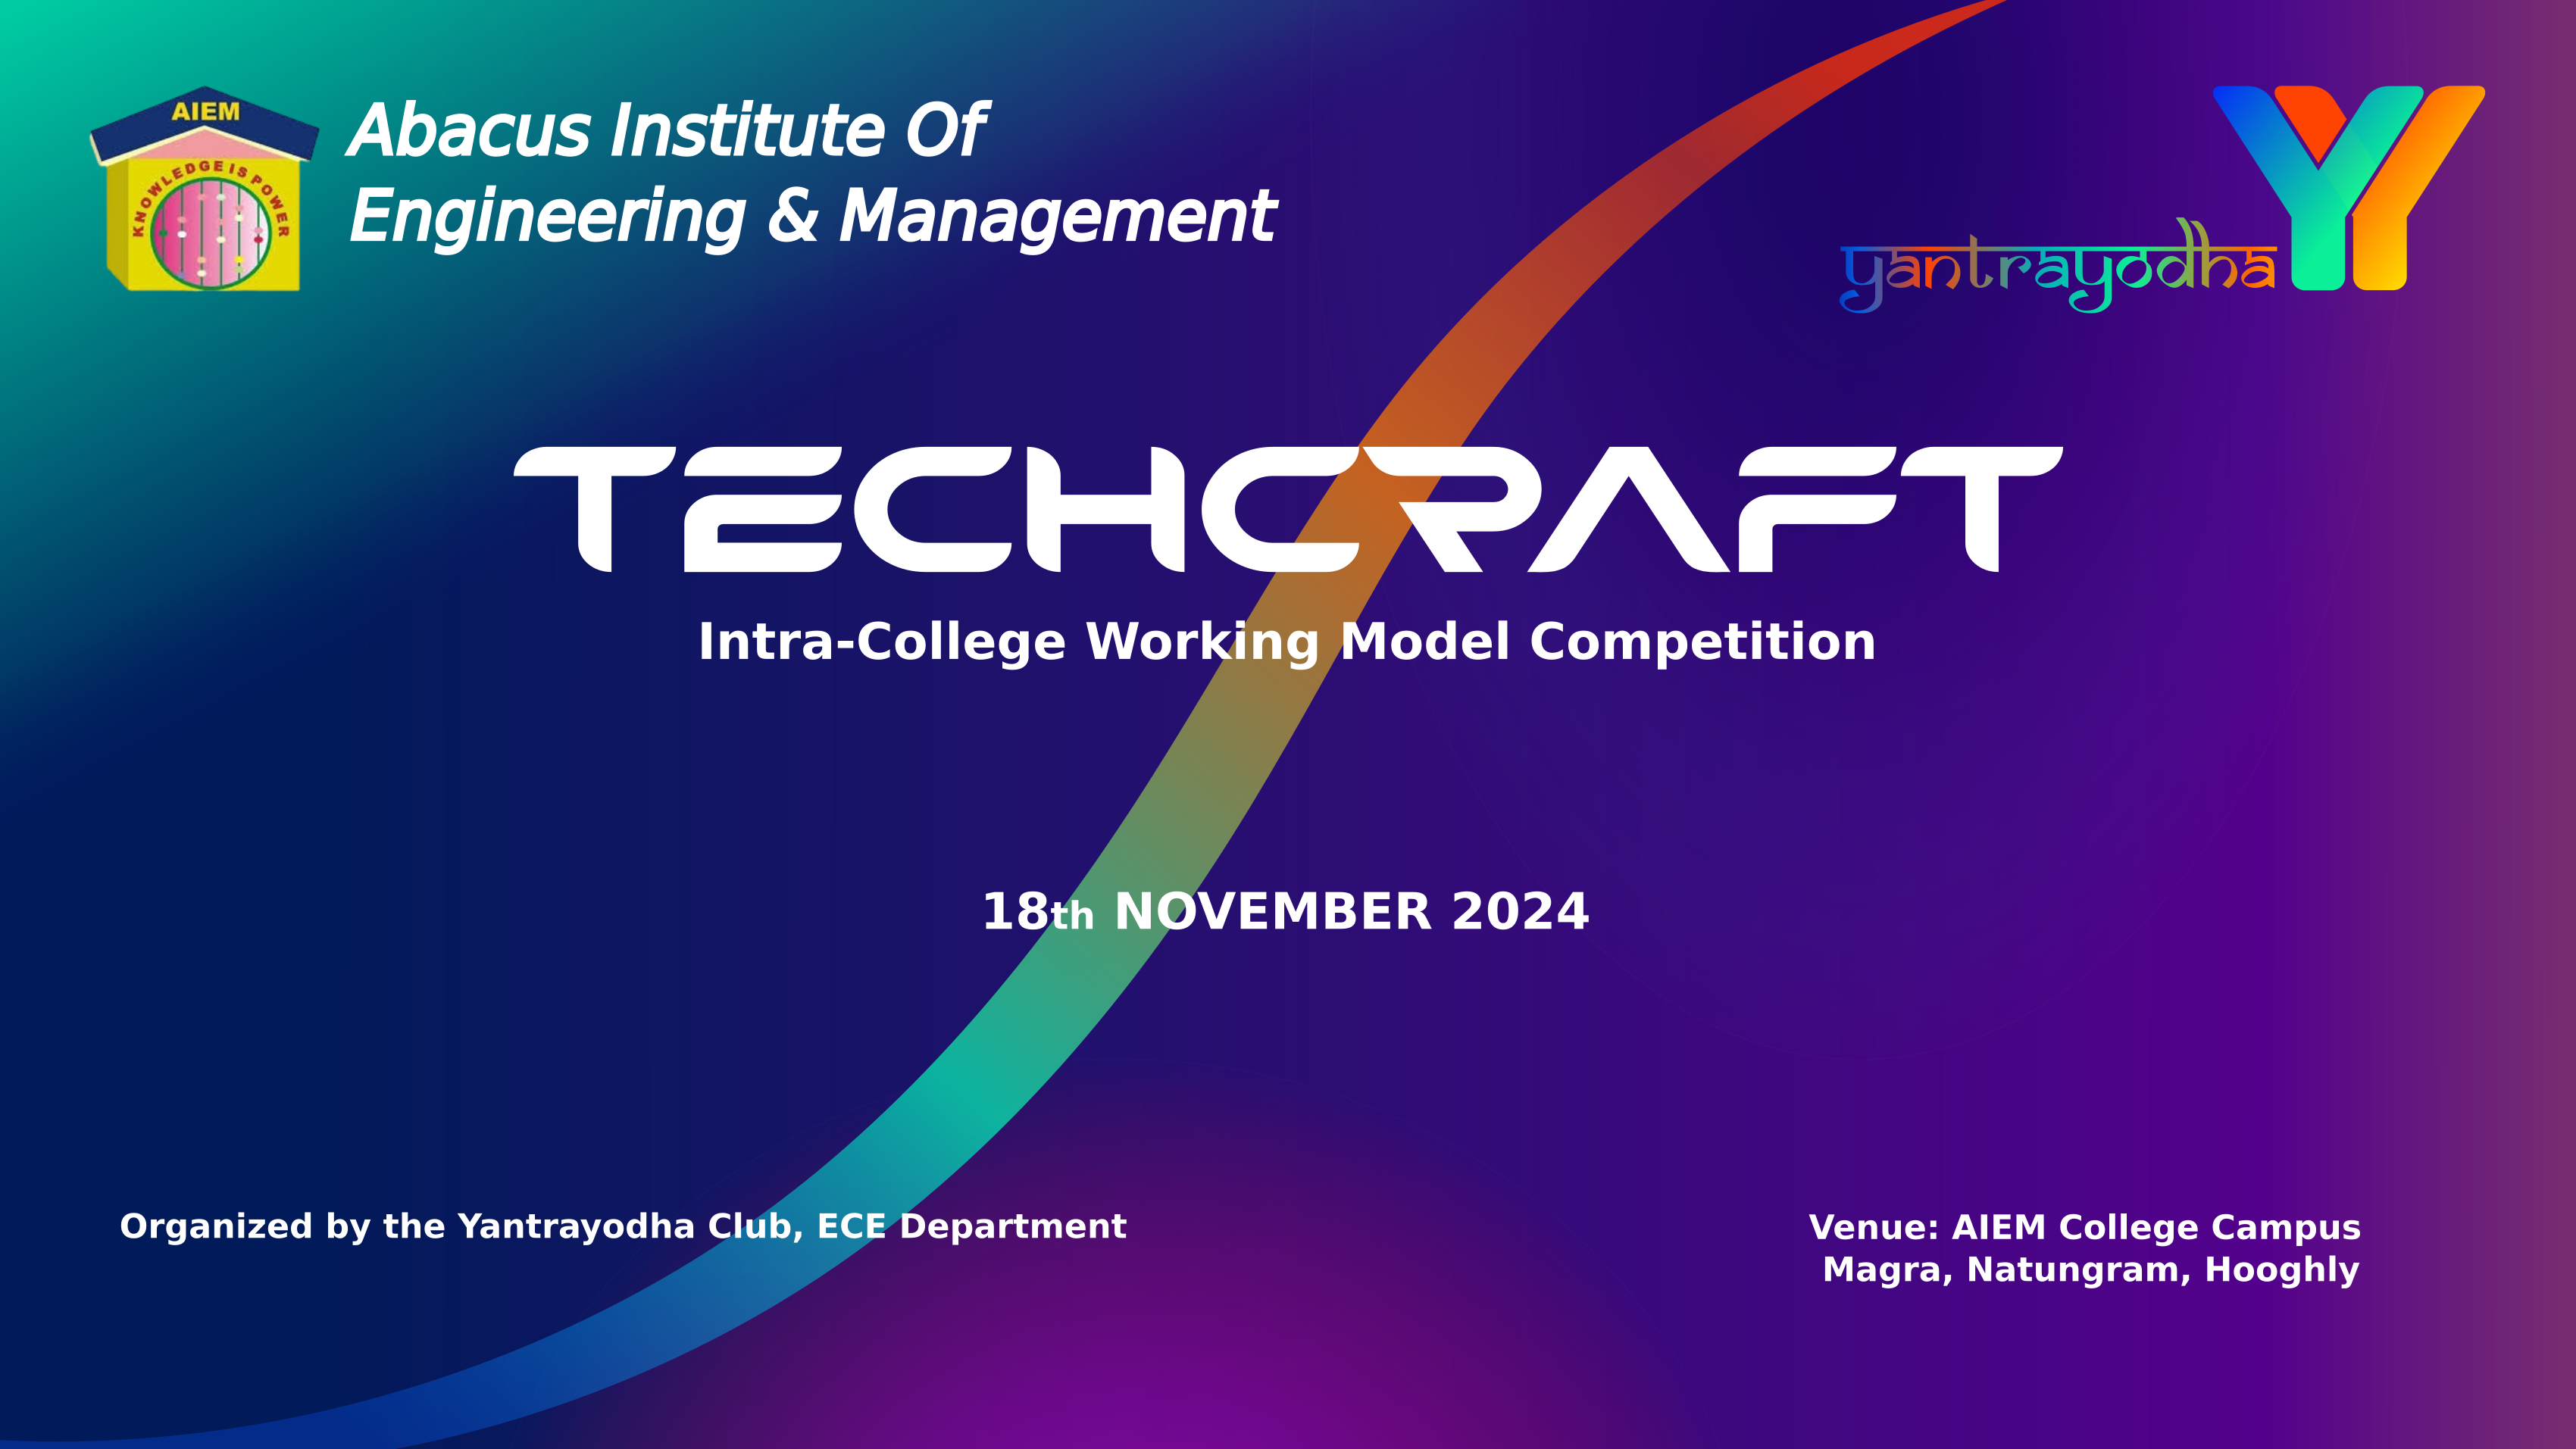 AIEM
KNOWLEDGE IS POWER
Abacus Institute Of
Engineering & Management
yantrayodha
TECHCRAFT
Intra-College Working Model Competition
18th NOVEMBER 2024
Organized by the Yantrayodha Club, ECE Department
Venue: AIEM College Campus
Magra, Natungram, Hooghly